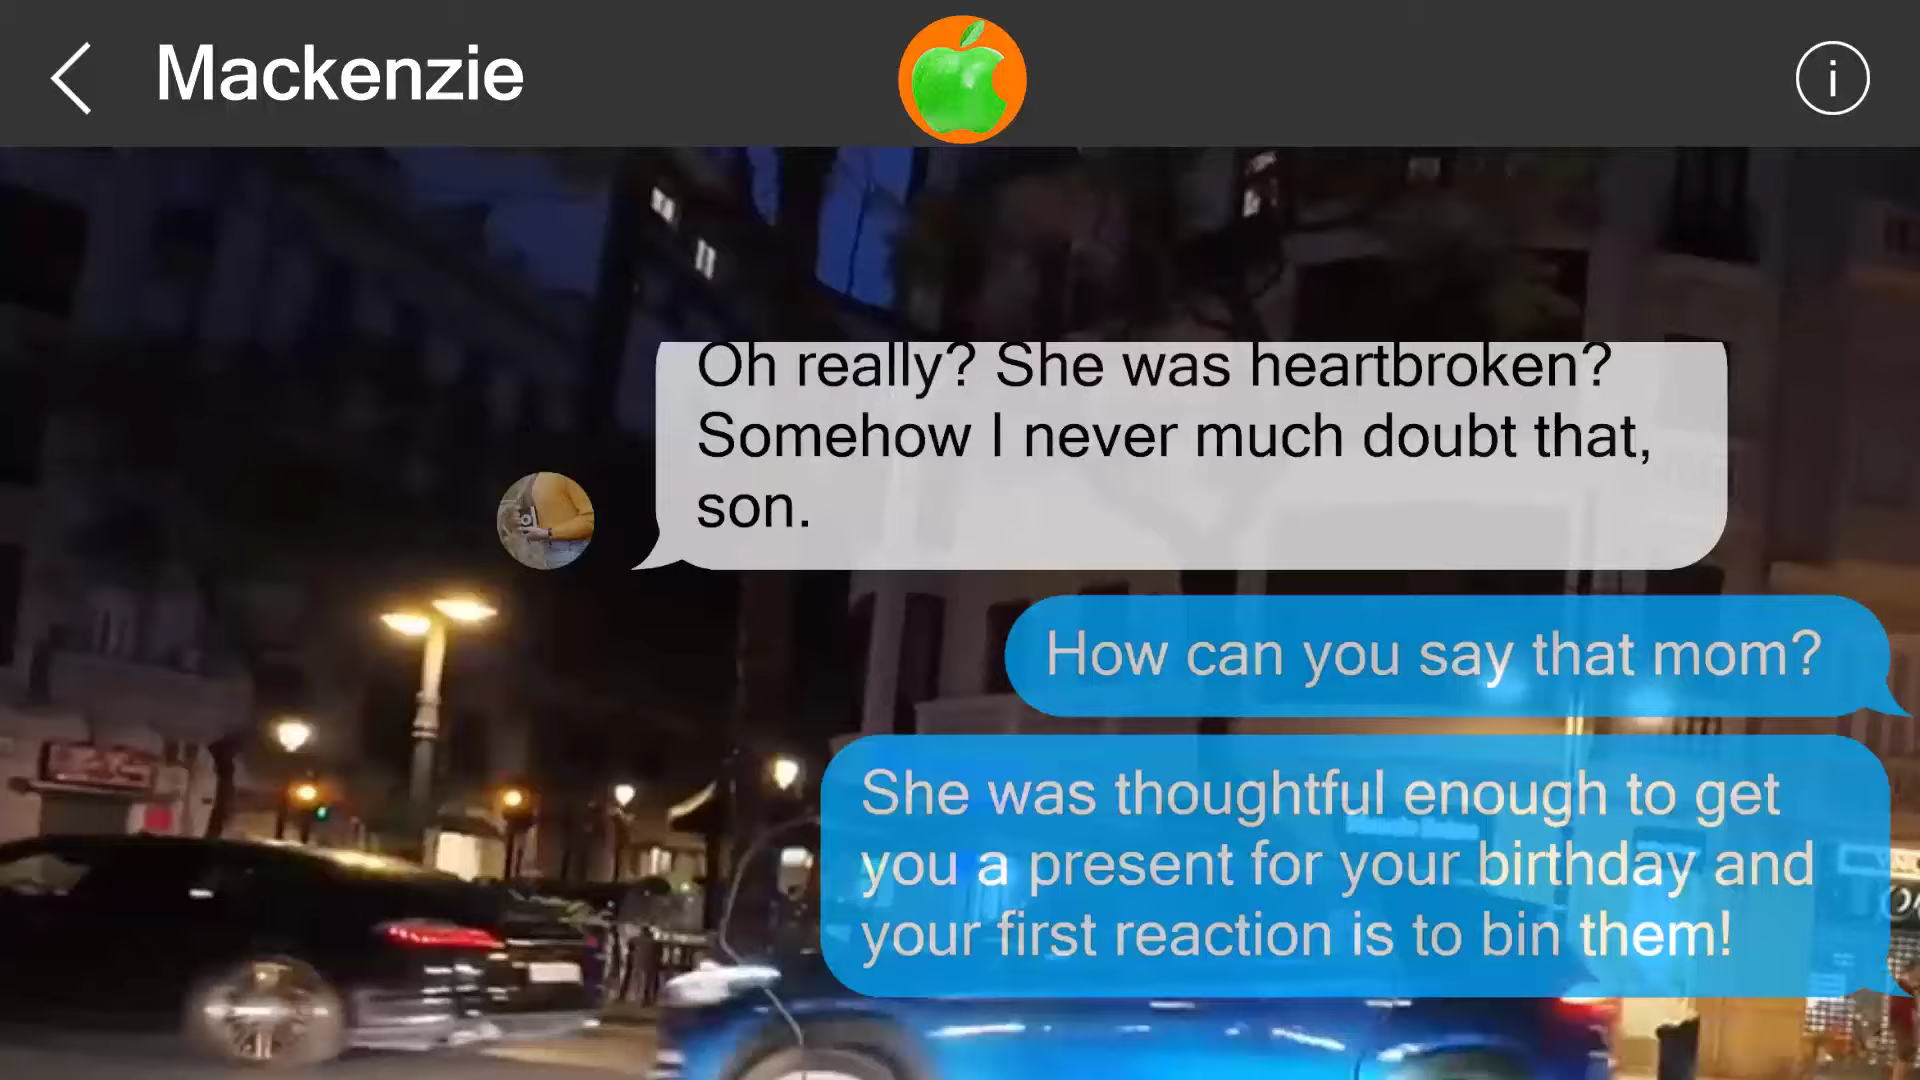 Mackenzie
i
Oh really? She was heartbroken?
Somehow I never much doubt that,
son.
How can you say that mom?
She was thoughtful enough to get
you a present for your birthday and
your first reaction is to bin them!